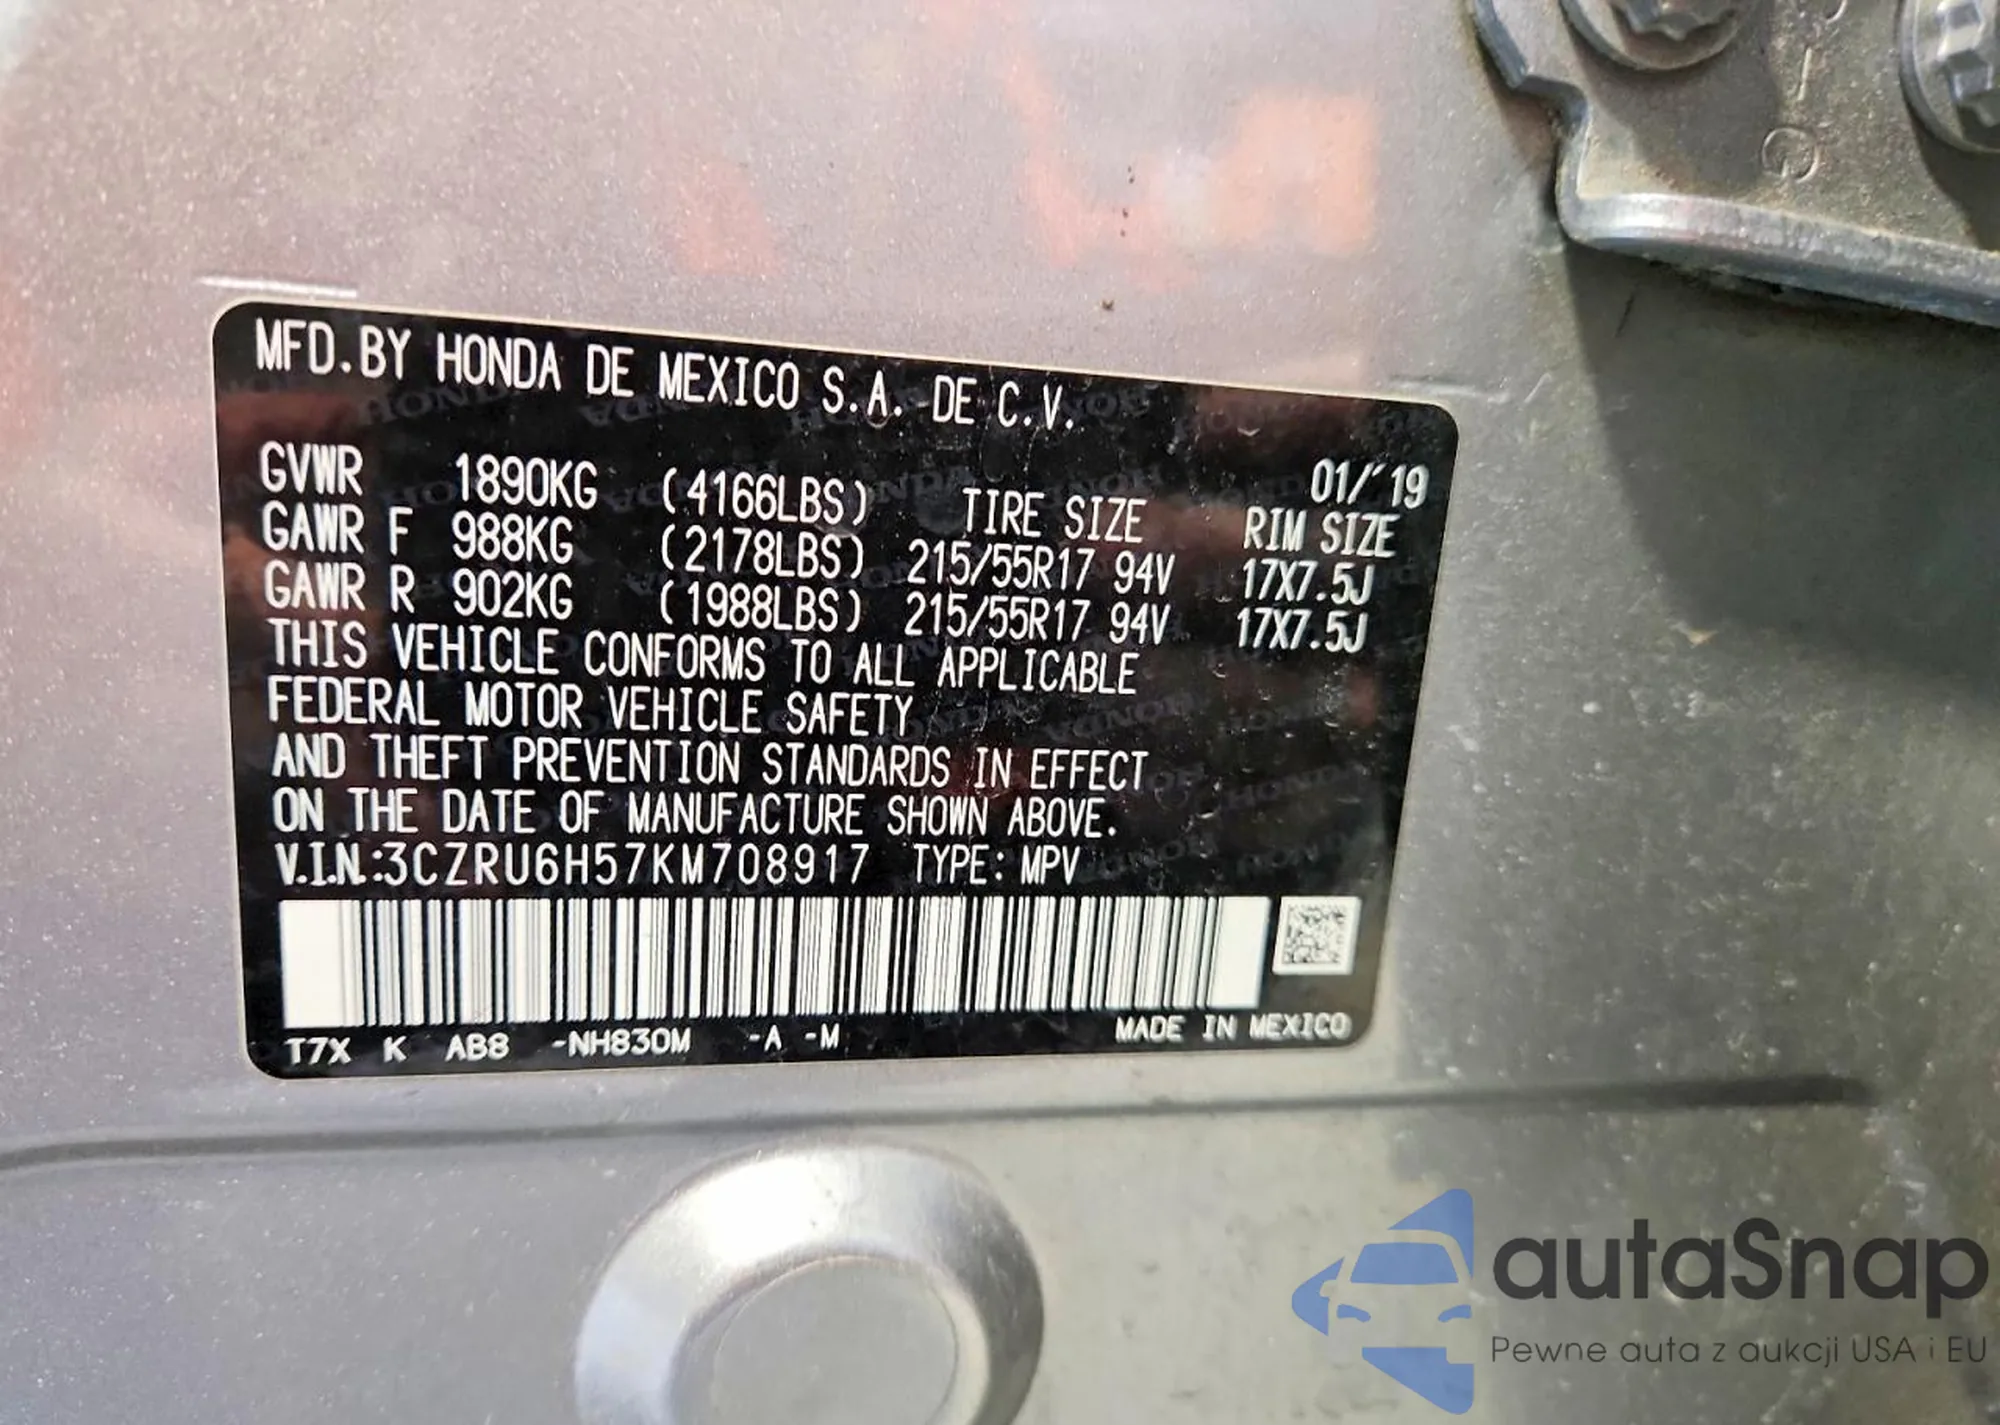 MFD.BY HONDA DE MEXICO S.A. DE C.V.
01/'19
GVWR 1890KG (4166LBS) TIRE SIZE RIM SIZE
GAWR F 988KG (2178LBS) 215/55R17 94V 17X7.5J
GAWR R 902KG (1988LBS) 215/55R17 94V 17X7.5J
THIS VEHICLE CONFORMS TO ALL APPLICABLE
FEDERAL MOTOR VEHICLE SAFETY
AND THEFT PREVENTION STANDARDS IN EFFECT
ON THE DATE OF MANUFACTURE SHOWN ABOVE.
V.I.N.:3CZRU6H57KM708917 TYPE: MPV
T7X K AB8 -NH830M -A -M MADE IN MEXICO
autaSnap
Pewne auta z aukcji USA i EU